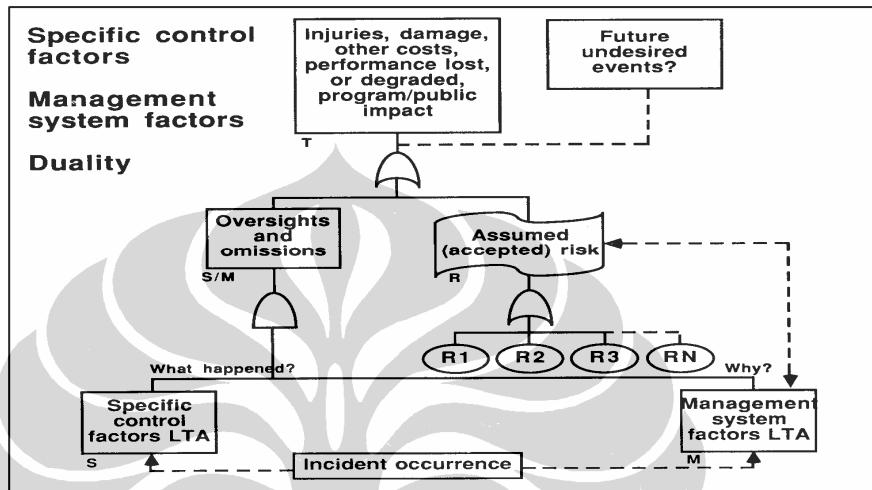 Specific control
factors
Management
system factors
Duality
Injuries, damage,
other costs,
performance lost,
or degraded,
program/public
impact
T
Future
undesired
events?
Oversights
and
omissions
S/M
Assumed
(accepted) risk
R
R1 R2 R3 RN
What happened?
Why?
Specific
control
factors LTA
S
Management
system
factors LTA
M
Incident occurrence